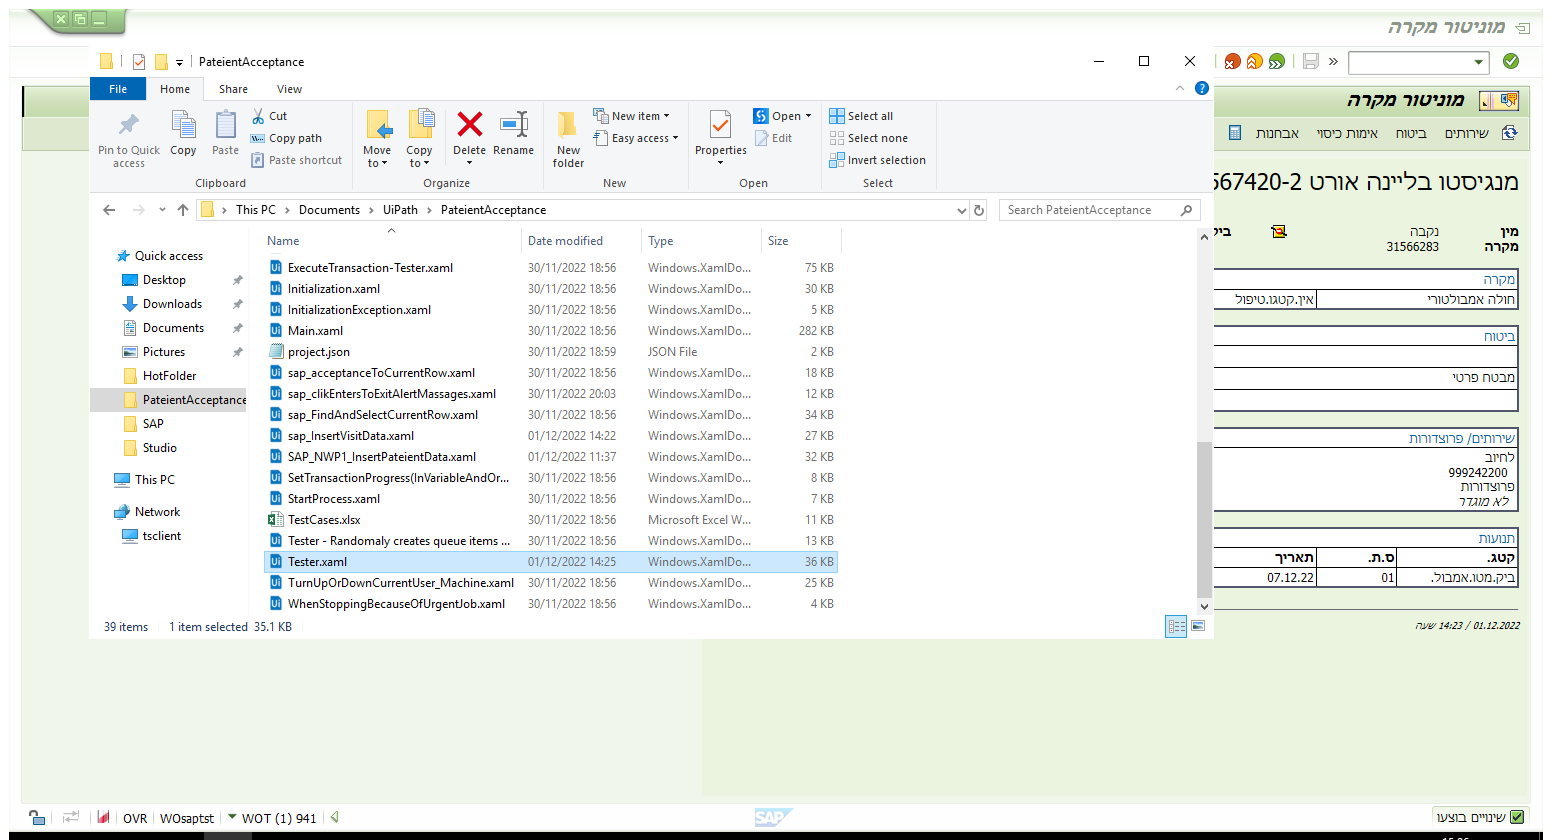 מוניטור מקרה
PateientAcceptance
File Home Share View
Pin to Quick access
Copy
Paste
Cut
Copy path
Paste shortcut
Move to
Copy to
Delete
Rename
New folder
New item
Easy access
Properties
Open
Edit
Select all
Select none
Invert selection
Clipboard Organize New Open Select
This PC Documents UiPath PateientAcceptance
Search PateientAcceptance
Quick access
Desktop
Downloads
Documents
Pictures
HotFolder
PateientAcceptance
SAP
Studio
This PC
Network
tsclient
Name Date modified Type Size
ExecuteTransaction-Tester.xaml 30/11/2022 18:56 Windows.XamlDo... 75 KB
Initialization.xaml 30/11/2022 18:56 Windows.XamlDo... 30 KB
InitializationException.xaml 30/11/2022 18:56 Windows.XamlDo... 5 KB
Main.xaml 30/11/2022 18:56 Windows.XamlDo... 282 KB
project.json 30/11/2022 18:59 JSON File 2 KB
sap_acceptanceToCurrentRow.xaml 30/11/2022 18:56 Windows.XamlDo... 18 KB
sap_clikEntersToExitAlertMassages.xaml 30/11/2022 20:03 Windows.XamlDo... 12 KB
sap_FindAndSelectCurrentRow.xaml 30/11/2022 18:56 Windows.XamlDo... 34 KB
sap_InsertVisitData.xaml 01/12/2022 14:22 Windows.XamlDo... 27 KB
SAP_NWP1_InsertPateientData.xaml 01/12/2022 11:37 Windows.XamlDo... 32 KB
SetTransactionProgress(InVariableAndOr... 30/11/2022 18:56 Windows.XamlDo... 8 KB
StartProcess.xaml 30/11/2022 18:56 Windows.XamlDo... 7 KB
TestCases.xlsx 30/11/2022 18:56 Microsoft Excel W... 11 KB
Tester - Randomaly creates queue items ... 30/11/2022 18:56 Windows.XamlDo... 13 KB
Tester.xaml 01/12/2022 14:25 Windows.XamlDo... 36 KB
TurnUpOrDownCurrentUser_Machine.xaml 30/11/2022 18:56 Windows.XamlDo... 25 KB
WhenStoppingBecauseOfUrgentJob.xaml 30/11/2022 18:56 Windows.XamlDo... 4 KB
39 items 1 item selected 35.1 KB
מוניטור מקרה
שירותים ביטוח אימות כיסוי אבחנות
מנגיסטו בליינה אורט 567420-2
מין נקבה ביק
מקרה 31566283
מקרה
חולה אמבולטורי אין.קטגו.טיפול
ביטוח
מבטח פרטי
שירותים/ פרוצדורות
לחיוב
999242200
פרוצדורות
לא מוגדר
תנועות
קטג. ס.ת. תאריך
ביק.מטו.אמבול. 01 07.12.22
01.12.2022 / 14:23 שעה
OVR WOsaptst WOT (1) 941
SAP
שינויים בוצעו